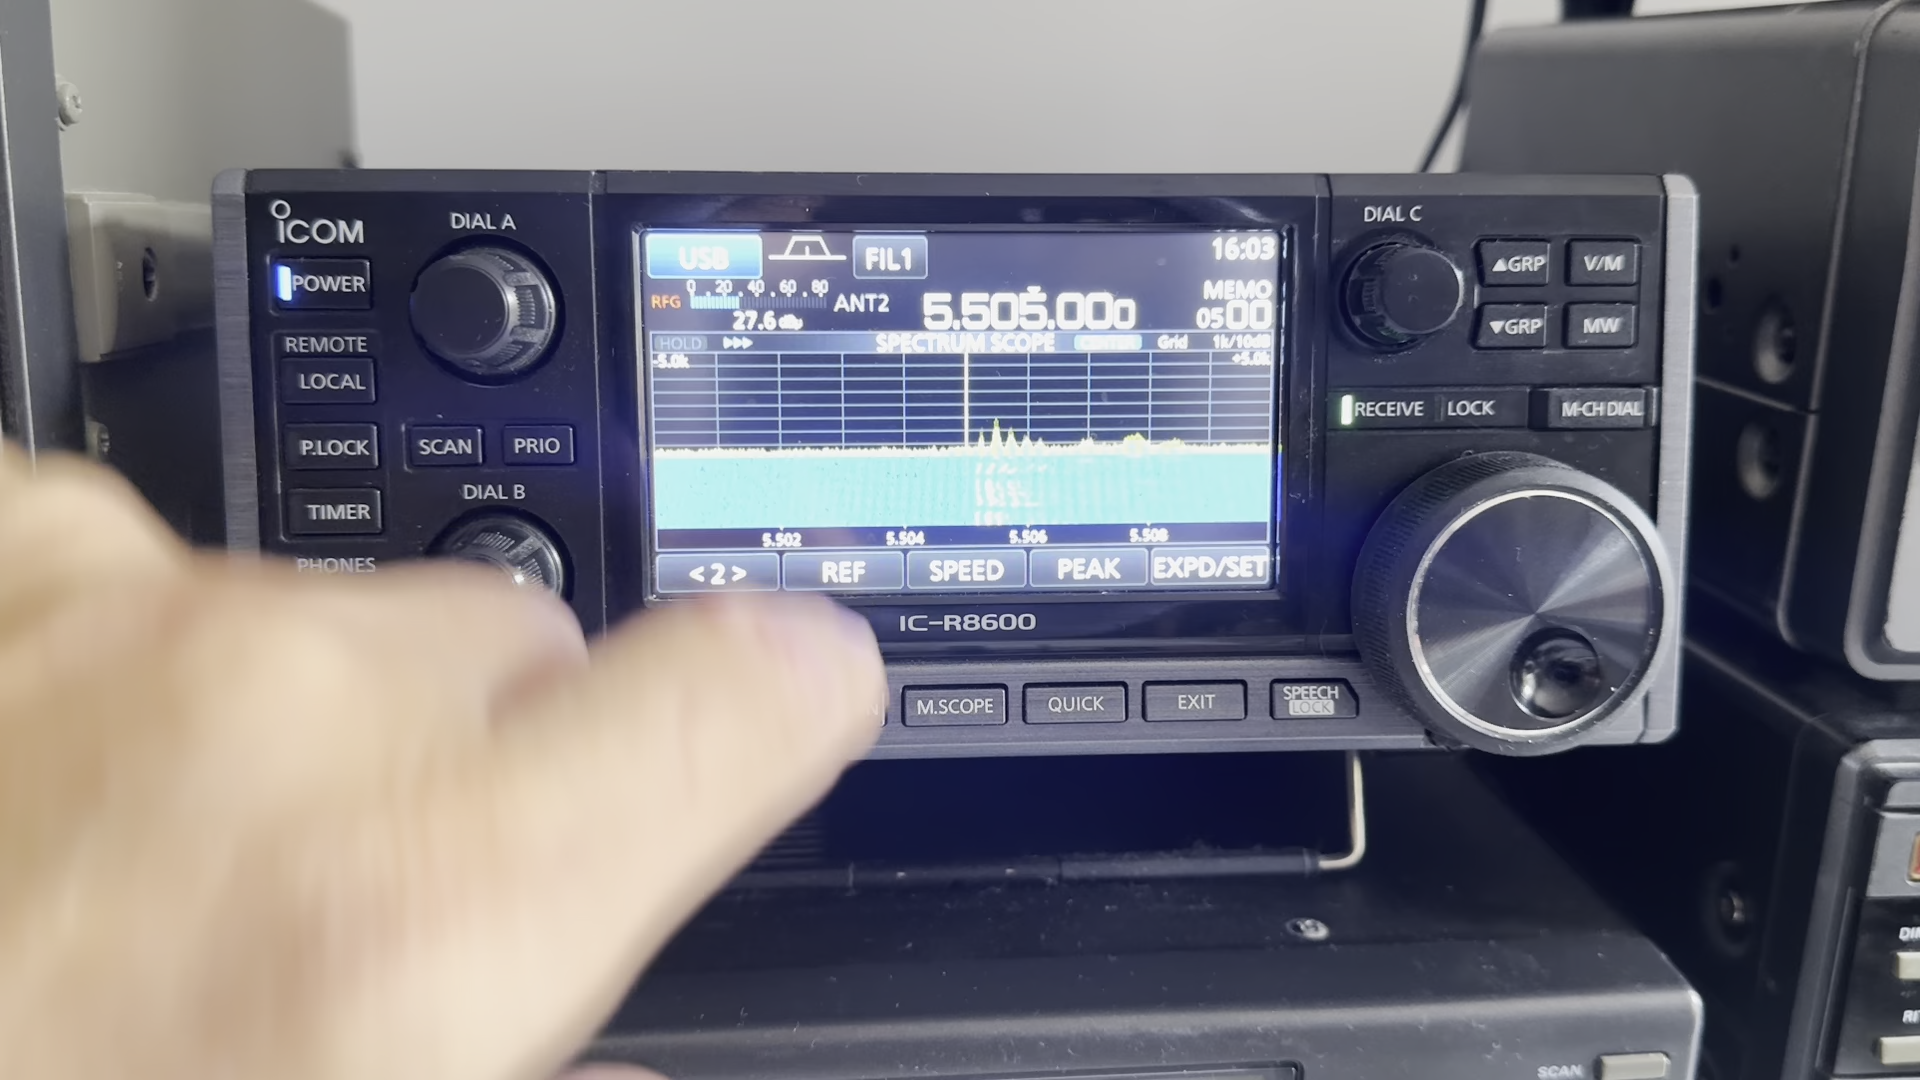 ICOM
DIAL A
POWER
REMOTE
LOCAL
P.LOCK
SCAN
PRIO
DIAL B
TIMER
PHONES
USB
FIL1
16:03
0 20 40 60 80
RFG
ANT2
27.6 dBμ
5.505.000
MEMO
05 00
HOLD
SPECTRUM SCOPE
CENTER
Grid
1k/10dB
-5.0k
+5.0k
5.502 5.504 5.506 5.508
<2>
REF
SPEED
PEAK
EXPD/SET
IC-R8600
M.SCOPE
QUICK
EXIT
SPEECH
LOCK
DIAL C
▲GRP
V/M
▼GRP
MW
RECEIVE
LOCK
M-CH DIAL
SCAN